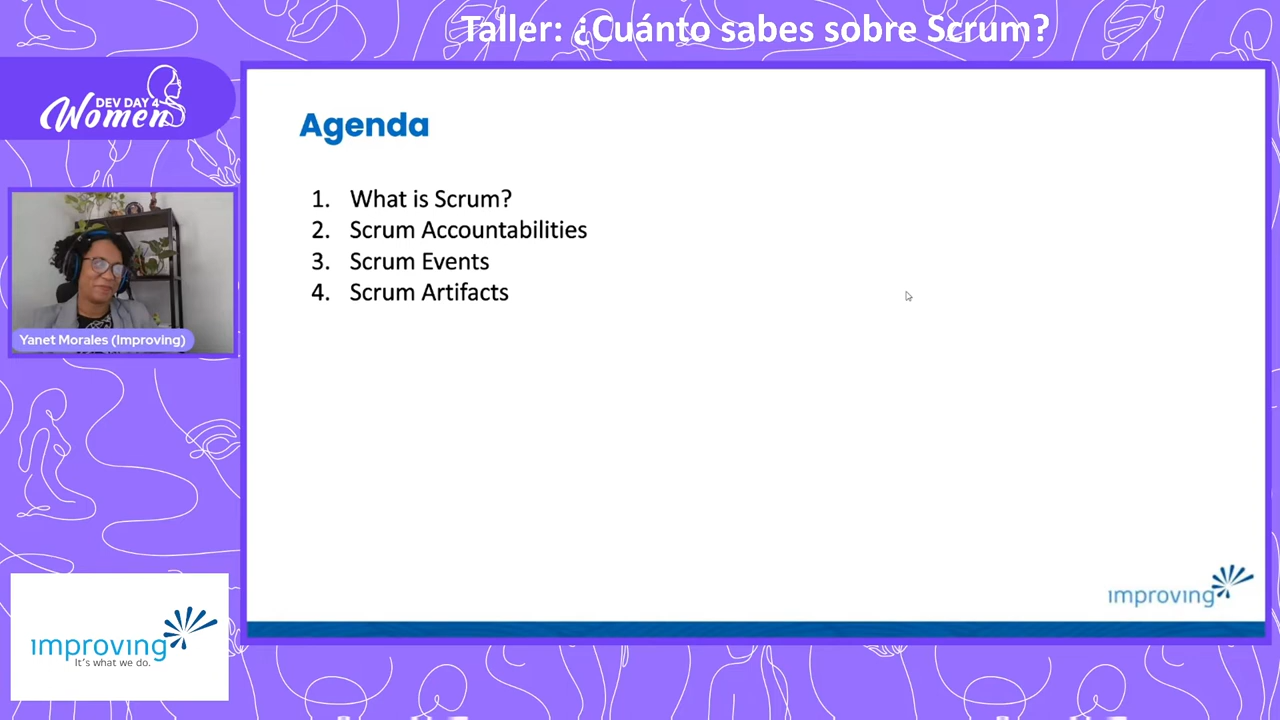 Taller: ¿Cuánto sabes sobre Scrum?
DEV DAY 4
Women
Yanet Morales (Improving)
improving
It's what we do.
Agenda
1. What is Scrum?
2. Scrum Accountabilities
3. Scrum Events
4. Scrum Artifacts
improving